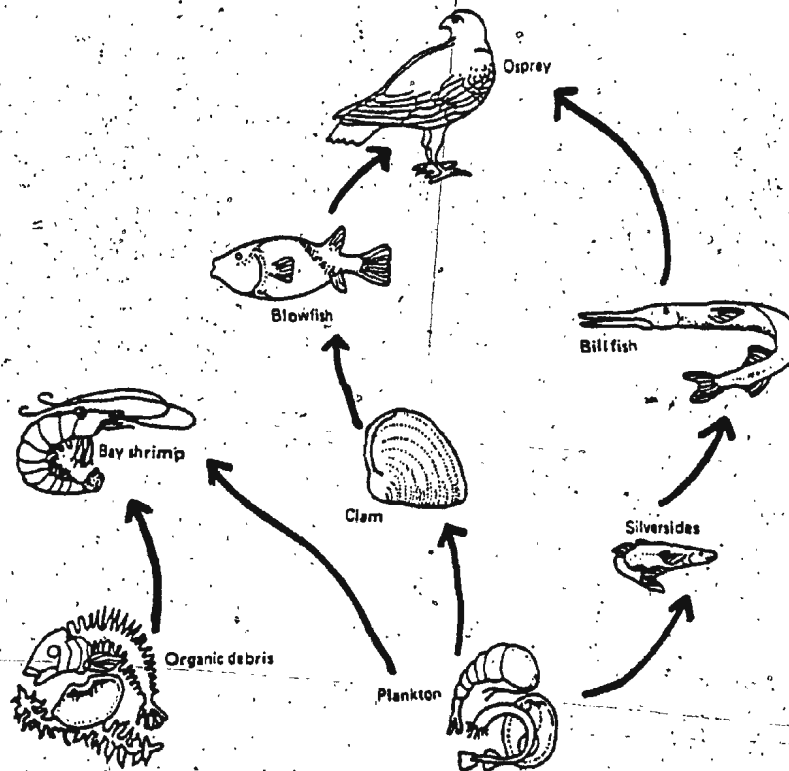 Osprey
Blowfish
Billfish
Bay shrimp
Clam
Silversides
Organic debris
Plankton